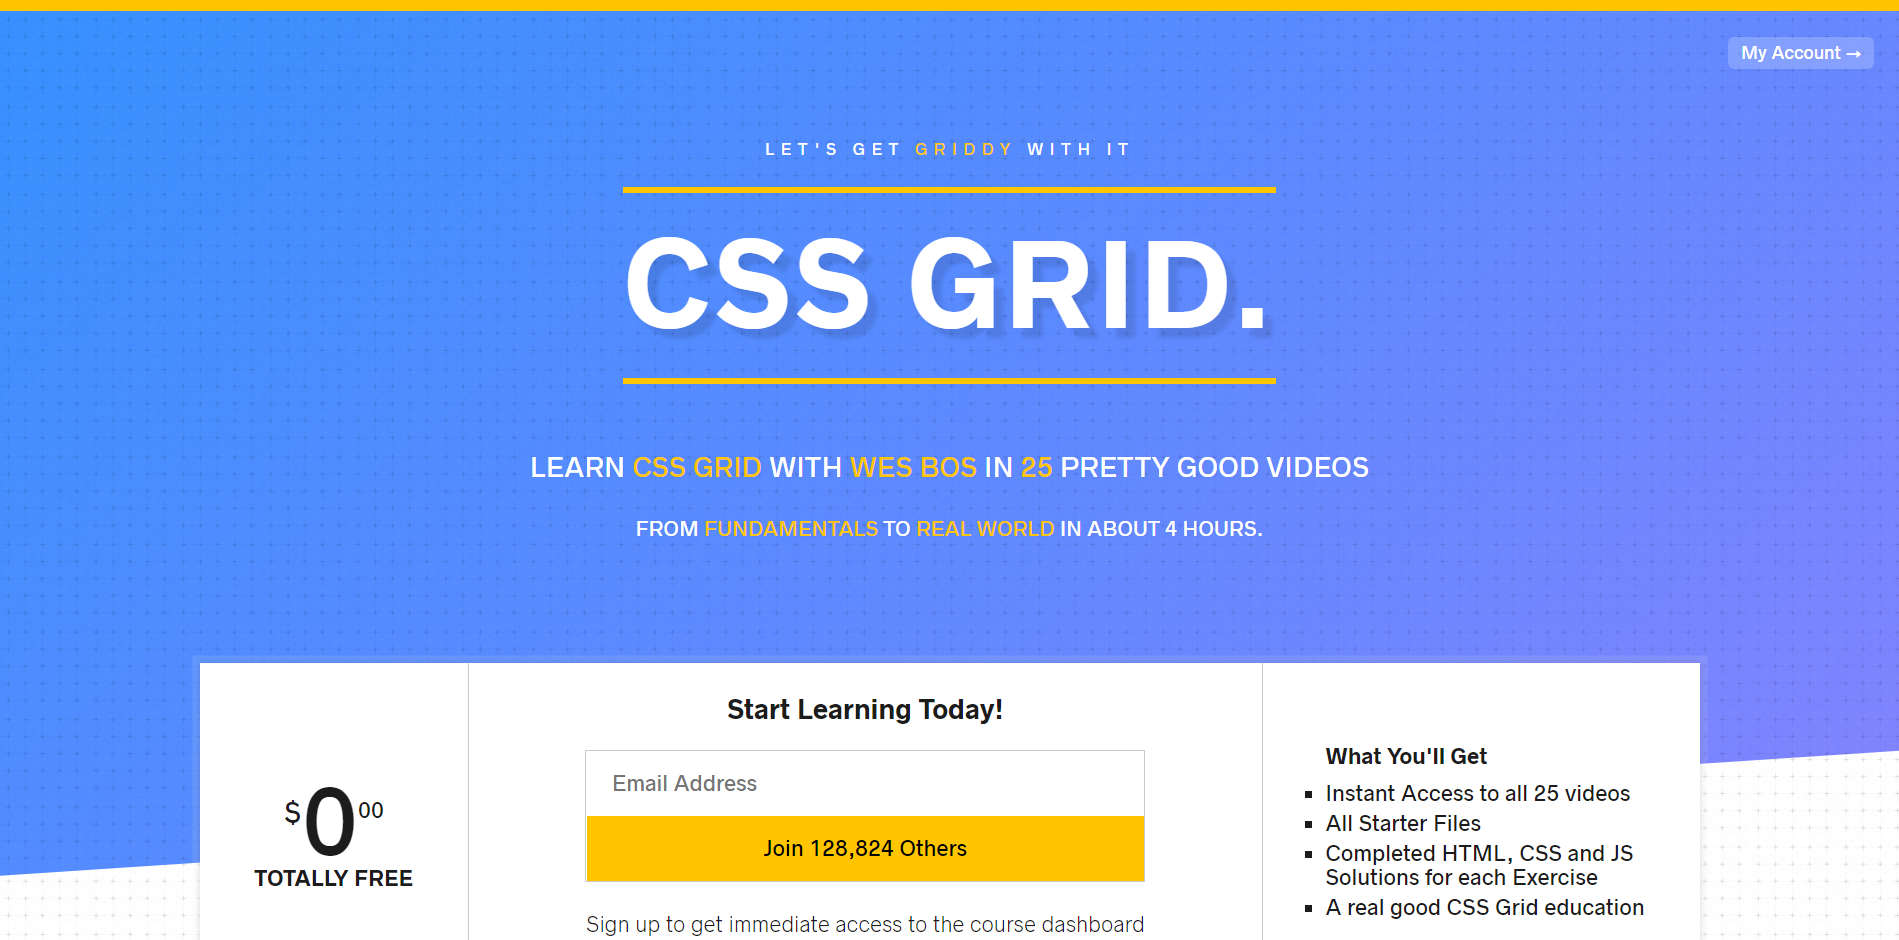 My Account →
LET'S GET GRIDDY WITH IT
CSS GRID.
LEARN CSS GRID WITH WES BOS IN 25 PRETTY GOOD VIDEOS
FROM FUNDAMENTALS TO REAL WORLD IN ABOUT 4 HOURS.
$000
TOTALLY FREE
Start Learning Today!
Email Address
Join 128,824 Others
Sign up to get immediate access to the course dashboard
What You'll Get
Instant Access to all 25 videos
All Starter Files
Completed HTML, CSS and JS
Solutions for each Exercise
A real good CSS Grid education